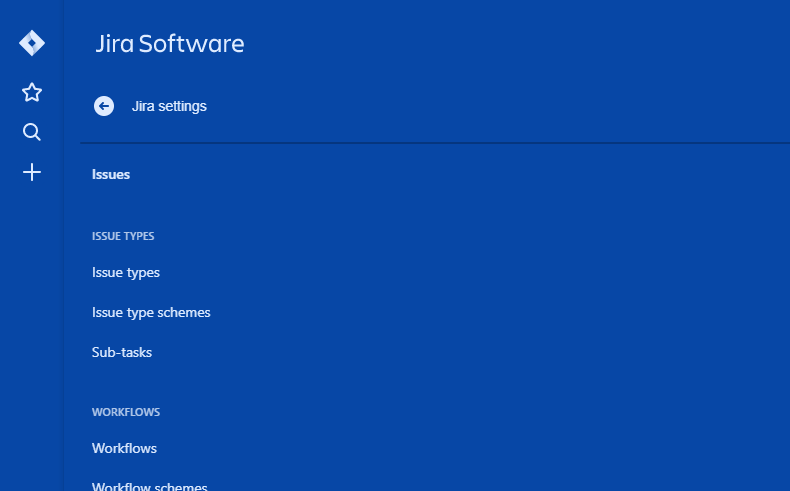 Jira Software
Jira settings
Issues
ISSUE TYPES
Issue types
Issue type schemes
Sub-tasks
WORKFLOWS
Workflows
Workflow schemes